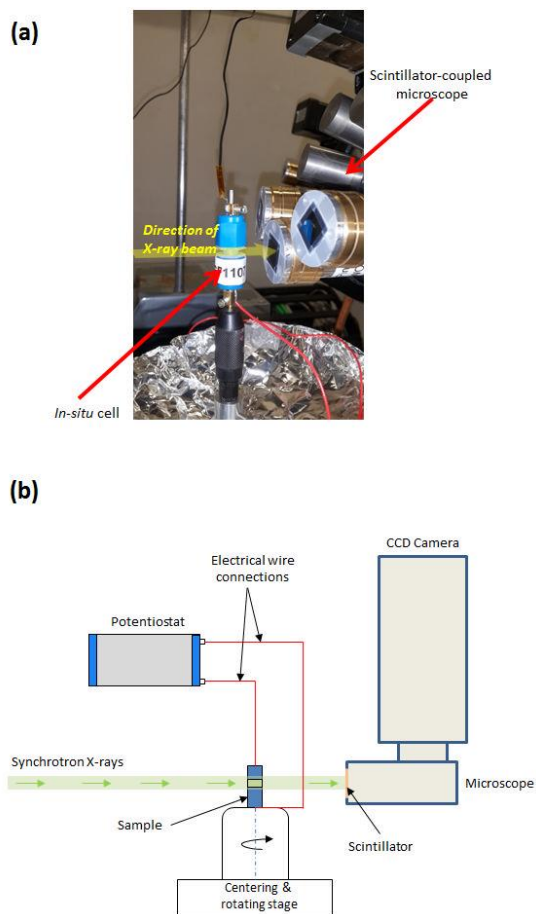 (a)
Scintillator-coupled
microscope
Direction of
X-ray beam
In-situ cell
(b)
CCD Camera
Electrical wire
connections
Potentiostat
Synchrotron X-rays
Microscope
Sample
Scintillator
Centering &
rotating stage